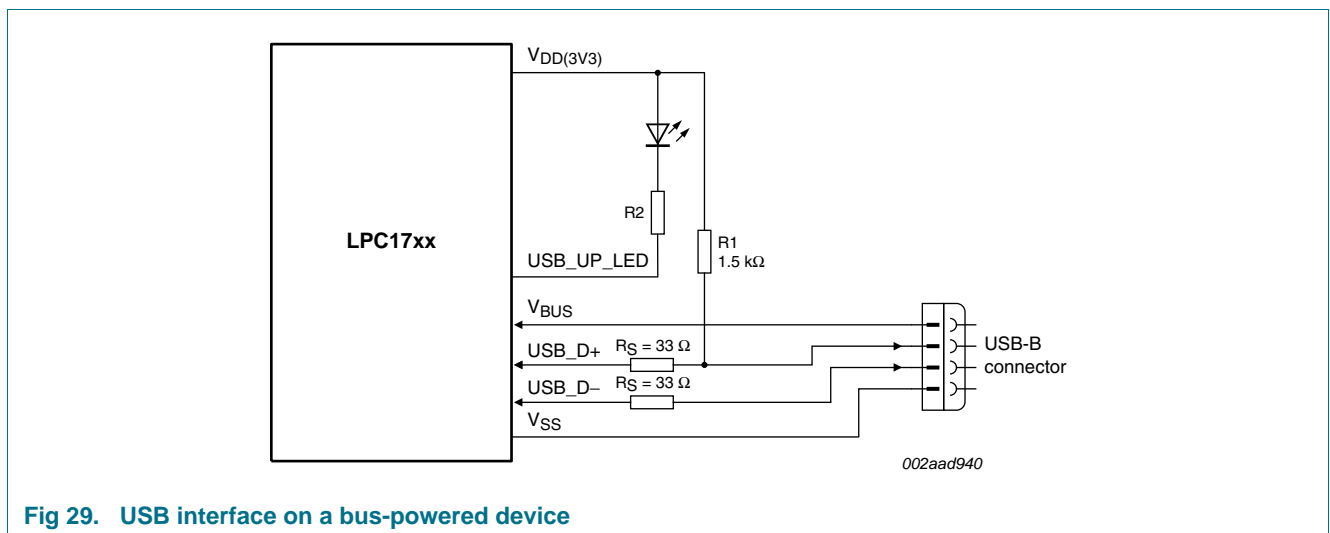 VDD(3V3)
R2
R1
1.5 kΩ
LPC17xx
USB_UP_LED
VBUS
USB_D+
RS = 33 Ω
USB_D−
RS = 33 Ω
VSS
USB-B
connector
002aad940
Fig 29. USB interface on a bus-powered device